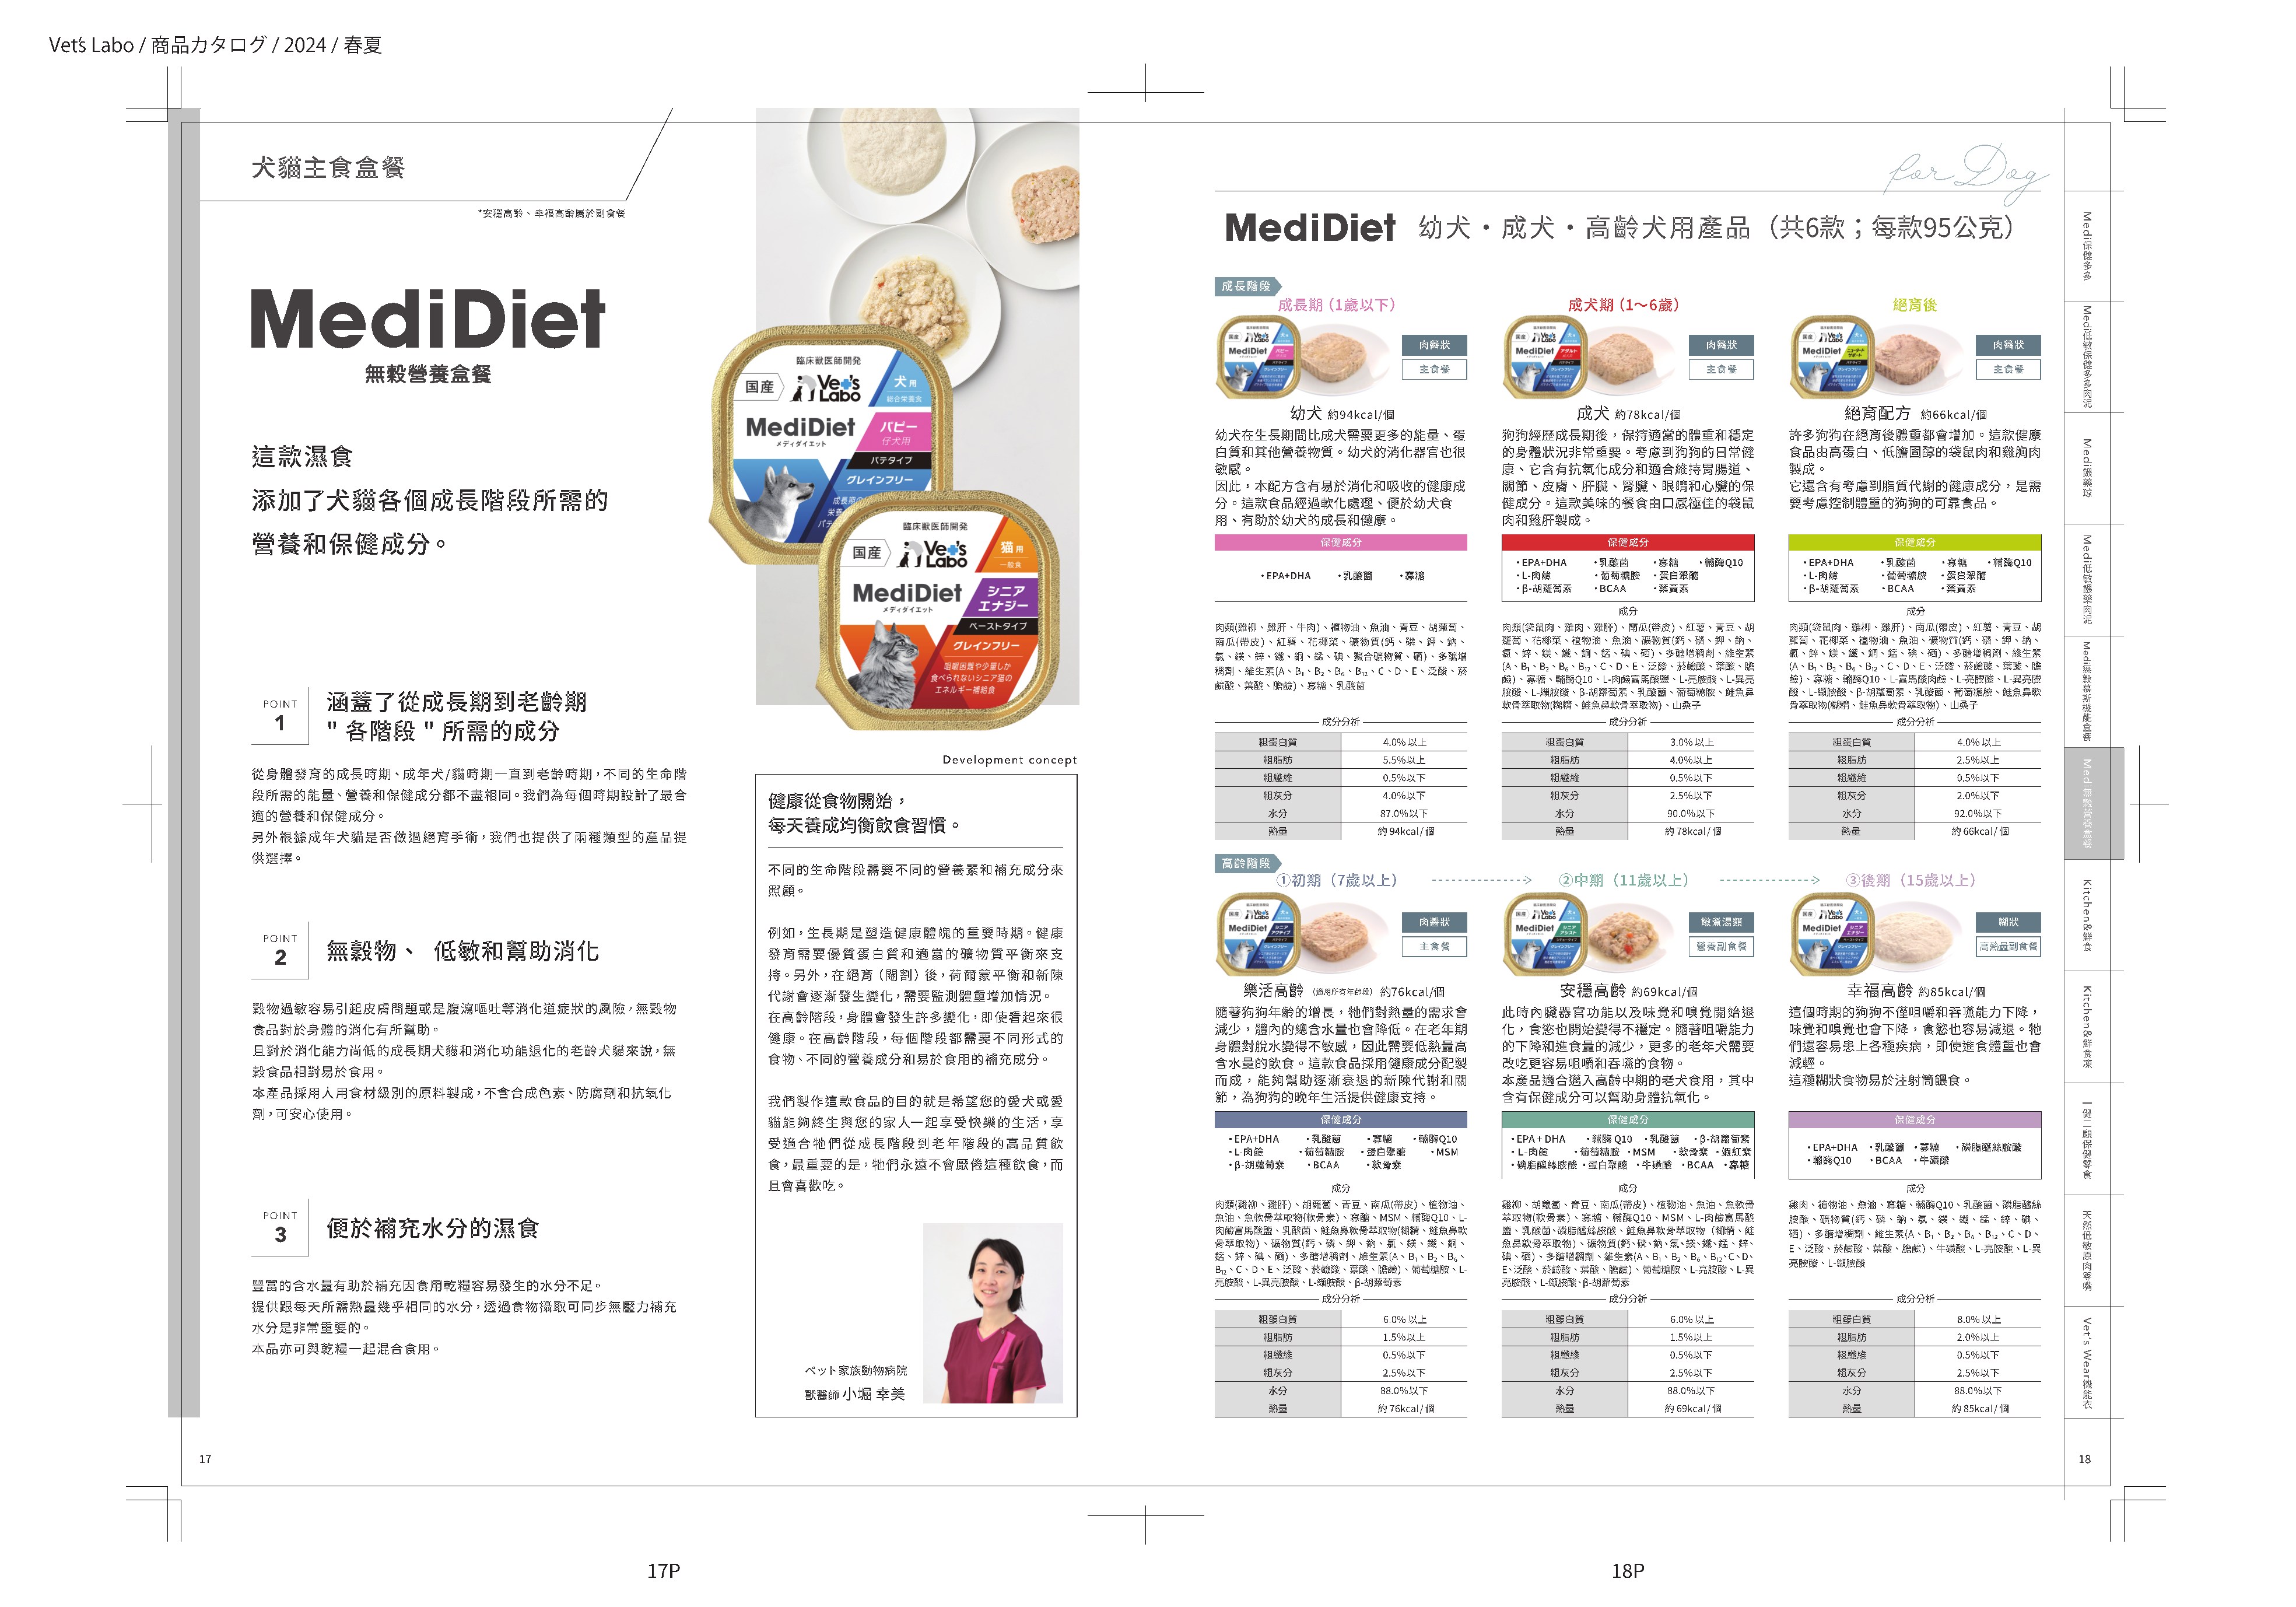 Vet's Labo / 商品カタログ / 2024 / 春夏
犬貓主食盒餐
*安穩高齡、幸福高齡屬於副食餐
MediDiet
無穀營養盒餐
這款濕食
添加了犬貓各個成長階段所需的
營養和保健成分。
POINT
1
涵蓋了從成長期到老齡期
" 各階段 " 所需的成分
從身體發育的成長時期、成年犬/貓時期一直到老齡時期，不同的生命階
段所需的能量、營養和保健成分都不盡相同。我們為每個時期設計了最合
適的營養和保健成分。
另外根據成年犬貓是否做過絕育手術，我們也提供了兩種類型的產品提
供選擇。
POINT
2
無穀物、 低敏和幫助消化
穀物過敏容易引起皮膚問題或是腹瀉嘔吐等消化道症狀的風險，無穀物
食品對於身體的消化有所幫助。
且對於消化能力尚低的成長期犬貓和消化功能退化的老齡犬貓來說，無
穀食品相對易於食用。
本產品採用人用食材級別的原料製成，不含合成色素、防腐劑和抗氧化
劑，可安心使用。
POINT
3
便於補充水分的濕食
豐富的含水量有助於補充因食用乾糧容易發生的水分不足。
提供跟每天所需熱量幾乎相同的水分，透過食物攝取可同步無壓力補充
水分是非常重要的。
本品亦可與乾糧一起混合食用。
臨床獣医師開発
国産
Vet's Labo
犬用
総合栄養食
MediDiet
メディダイエット
パピー
仔犬用
パテタイプ
グレインフリー
臨床獣医師開発
国産
Vet's Labo
猫用
一般食
MediDiet
メディダイエット
シニア
エナジー
ペーストタイプ
グレインフリー
咀嚼困難や少量しか
食べられないシニア猫の
エネルギー補給食
Development concept
健康從食物開始，
每天養成均衡飲食習慣。
不同的生命階段需要不同的營養素和補充成分來
照顧。
例如，生長期是塑造健康體魄的重要時期。健康
發育需要優質蛋白質和適當的礦物質平衡來支
持。另外，在絕育（閹割）後，荷爾蒙平衡和新陳
代謝會逐漸發生變化，需要監測體重增加情況。
在高齡階段，身體會發生許多變化，即使看起來很
健康。在高齡階段，每個階段都需要不同形式的
食物、不同的營養成分和易於食用的補充成分。
我們製作這款食品的目的就是希望您的愛犬或愛
貓能夠終生與您的家人一起享受快樂的生活，享
受適合牠們從成長階段到老年階段的高品質飲
食，最重要的是，牠們永遠不會厭倦這種飲食，而
且會喜歡吃。
ペット家族動物病院
獸醫師 小堀 幸美
17
for Dog
MediDiet 幼犬・成犬・高齡犬用產品（共6款；每款95公克）
成長階段
成長期（1歲以下）
肉醬狀
主食餐
幼犬 約94kcal/個
幼犬在生長期間比成犬需要更多的能量、蛋
白質和其他營養物質。幼犬的消化器官也很
敏感。
因此，本配方含有易於消化和吸收的健康成
分。這款食品經過軟化處理、便於幼犬食
用、有助於幼犬的成長和健康。
保健成分
・EPA+DHA ・乳酸菌 ・寡糖
肉類(雞柳、雞肝、牛肉)、植物油、魚油、青豆、胡蘿蔔、
南瓜(帶皮)、紅薯、花椰菜、礦物質(鈣、磷、鉀、鈉、
氯、鎂、鋅、鐵、銅、錳、碘、螯合礦物質、硒)、多醣增
稠劑、維生素(A、B₁、B₂、B₆、B₁₂、C、D、E、泛酸、菸
鹼酸、葉酸、膽鹼)、寡糖、乳酸菌
成分分析
粗蛋白質 4.0% 以上
粗脂肪 5.5%以上
粗纖維 0.5%以下
粗灰分 4.0%以下
水分 87.0%以下
熱量 約 94kcal/ 個
成犬期（1～6歲）
肉醬狀
主食餐
成犬 約78kcal/個
狗狗經歷成長期後，保持適當的體重和穩定
的身體狀況非常重要。考慮到狗狗的日常健
康、它含有抗氧化成分和適合維持胃腸道、
關節、皮膚、肝臟、腎臟、眼睛和心臟的保
健成分。這款美味的餐食由口感極佳的袋鼠
肉和雞肝製成。
保健成分
・EPA+DHA ・乳酸菌 ・寡糖 ・輔酶Q10
・L-肉鹼 ・葡萄糖胺 ・蛋白聚醣
・β-胡蘿蔔素 ・BCAA ・葉黃素
成分
肉類(袋鼠肉、雞肉、雞肝)、南瓜(帶皮)、紅薯、青豆、胡
蘿蔔、花椰菜、植物油、魚油、礦物質(鈣、磷、鉀、鈉、
氯、鋅、鎂、鐵、銅、錳、碘、硒)、多醣增稠劑、維生素
(A、B₁、B₂、B₆、B₁₂、C、D、E、泛酸、菸鹼酸、葉酸、膽
鹼)、寡糖、輔酶Q10、L-肉鹼富馬酸鹽、L-亮胺酸、L-異亮
胺酸、L-纈胺酸、β-胡蘿蔔素、乳酸菌、葡萄糖胺、鮭魚鼻
軟骨萃取物(糊精、鮭魚鼻軟骨萃取物)、山桑子
成分分析
粗蛋白質 3.0% 以上
粗脂肪 4.0%以上
粗纖維 0.5%以下
粗灰分 2.5%以下
水分 90.0%以下
熱量 約 78kcal/ 個
絕育後
肉醬狀
主食餐
絕育配方 約66kcal/個
許多狗狗在絕育後體重都會增加。這款健康
食品由高蛋白、低膽固醇的袋鼠肉和雞胸肉
製成。
它還含有考慮到脂質代謝的健康成分，是需
要考慮控制體重的狗狗的可靠食品。
保健成分
・EPA+DHA ・乳酸菌 ・寡糖 ・輔酶Q10
・L-肉鹼 ・葡萄糖胺 ・蛋白聚醣
・β-胡蘿蔔素 ・BCAA ・葉黃素
成分
肉類(袋鼠肉、雞柳、雞肝)、南瓜(帶皮)、紅薯、青豆、胡
蘿蔔、花椰菜、植物油、魚油、礦物質(鈣、磷、鉀、鈉、
氯、鋅、鎂、鐵、銅、錳、碘、硒)、多醣增稠劑、維生素
(A、B₁、B₂、B₆、B₁₂、C、D、E、泛酸、菸鹼酸、葉酸、膽
鹼)、寡糖、輔酶Q10、L-富馬酸肉鹼、L-亮胺酸、L-異亮胺
酸、L-纈胺酸、β-胡蘿蔔素、乳酸菌、葡萄糖胺、鮭魚鼻軟
骨萃取物(糊精、鮭魚鼻軟骨萃取物)、山桑子
成分分析
粗蛋白質 4.0% 以上
粗脂肪 2.5%以上
粗纖維 0.5%以下
粗灰分 2.0%以下
水分 92.0%以下
熱量 約 66kcal/ 個
高齡階段
①初期（7歲以上）
肉醬狀
主食餐
樂活高齡（適用所有年齡段）約76kcal/個
隨著狗狗年齡的增長，牠們對熱量的需求會
減少，體內的總含水量也會降低。在老年期
身體對脫水變得不敏感，因此需要低熱量高
含水量的飲食。這款食品採用健康成分配製
而成，能夠幫助逐漸衰退的新陳代謝和關
節，為狗狗的晚年生活提供健康支持。
保健成分
・EPA+DHA ・乳酸菌 ・寡糖 ・輔酶Q10
・L-肉鹼 ・葡萄糖胺 ・蛋白聚醣 ・MSM
・β-胡蘿蔔素 ・BCAA ・軟骨素
成分
肉類(雞柳、雞肝)、胡蘿蔔、青豆、南瓜(帶皮)、植物油、
魚油、魚軟骨萃取物(軟骨素)、寡醣、MSM、輔酶Q10、L-
肉鹼富馬酸鹽、乳酸菌、鮭魚鼻軟骨萃取物(糊精、鮭魚鼻軟
骨萃取物)、礦物質(鈣、磷、鉀、鈉、氯、鎂、鐵、銅、
錳、鋅、碘、硒)、多醣增稠劑、維生素(A、B₁、B₂、B₆、
B₁₂、C、D、E、泛酸、菸鹼酸、葉酸、膽鹼)、葡萄糖胺、L-
亮胺酸、L-異亮胺酸、L-纈胺酸、β-胡蘿蔔素
成分分析
粗蛋白質 6.0% 以上
粗脂肪 1.5%以上
粗纖維 0.5%以下
粗灰分 2.5%以下
水分 88.0%以下
熱量 約 76kcal/ 個
②中期（11歲以上）
燉煮湯類
營養副食餐
安穩高齡 約69kcal/個
此時內臟器官功能以及味覺和嗅覺開始退
化，食慾也開始變得不穩定。隨著咀嚼能力
的下降和進食量的減少，更多的老年犬需要
改吃更容易咀嚼和吞嚥的食物。
本產品適合邁入高齡中期的老犬食用，其中
含有保健成分可以幫助身體抗氧化。
保健成分
・EPA + DHA ・輔酶 Q10 ・乳酸菌 ・β-胡蘿蔔素
・L-肉鹼 ・葡萄糖胺 ・MSM ・軟骨素 ・蝦紅素
・磷脂醯絲胺酸 ・蛋白聚醣 ・牛磺酸 ・BCAA ・寡糖
成分
雞柳、胡蘿蔔、青豆、南瓜(帶皮)、植物油、魚油、魚軟骨
萃取物(軟骨素)、寡糖、輔酶Q10、MSM、L-肉鹼富馬酸
鹽、乳酸菌、磷脂醯絲胺酸、鮭魚鼻軟骨萃取物（糊精、鮭
魚鼻軟骨萃取物）、礦物質(鈣、磷、鈉、氯、鎂、鐵、錳、鋅、
碘、硒)、多醣增稠劑、維生素(A、B₁、B₂、B₆、B₁₂、C、D、
E、泛酸、菸鹼酸、葉酸、膽鹼)、葡萄糖胺、L-亮胺酸、L-異
亮胺酸、L-纈胺酸、β-胡蘿蔔素
成分分析
粗蛋白質 6.0% 以上
粗脂肪 1.5%以上
粗纖維 0.5%以下
粗灰分 2.5%以下
水分 88.0%以下
熱量 約 69kcal/ 個
③後期（15歲以上）
糊狀
高熱量副食餐
幸福高齡 約85kcal/個
這個時期的狗狗不僅咀嚼和吞嚥能力下降，
味覺和嗅覺也會下降，食慾也容易減退。牠
們還容易患上各種疾病，即使進食體重也會
減輕。
這種糊狀食物易於注射筒餵食。
保健成分
・EPA+DHA ・乳酸菌 ・寡糖 ・磷脂醯絲胺酸
・輔酶Q10 ・BCAA ・牛磺酸
成分
雞肉、植物油、魚油、寡糖、輔酶Q10、乳酸菌、磷脂醯絲
胺酸、礦物質(鈣、磷、鈉、氯、鎂、鐵、錳、鋅、碘、
硒)、多醣增稠劑、維生素(A、B₁、B₂、B₆、B₁₂、C、D、
E、泛酸、菸鹼酸、葉酸、膽鹼)、牛磺酸、L-亮胺酸、L-異
亮胺酸、L-纈胺酸
成分分析
粗蛋白質 8.0% 以上
粗脂肪 2.0%以上
粗纖維 0.5%以下
粗灰分 2.5%以下
水分 88.0%以下
熱量 約 85kcal/ 個
Medi保健多多
Medi低敏保健多多肉泥
Medi餵藥球
Medi低敏餵藥肉泥
Medi無穀營養盒餐
Kitchen&鮮食
Kitchen&鮮食凍
一健二顧保健零食
天然低敏原肉零嘴
Vet's Wear機能衣
18
17P
18P